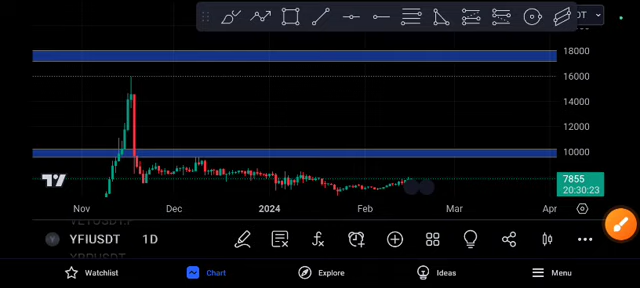 DT
18000
16000
14000
12000
10000
7855
20:30:23
Nov Dec 2024 Feb Mar Apr
Y YFIUSDT 1D
Watchlist Chart Explore Ideas Menu